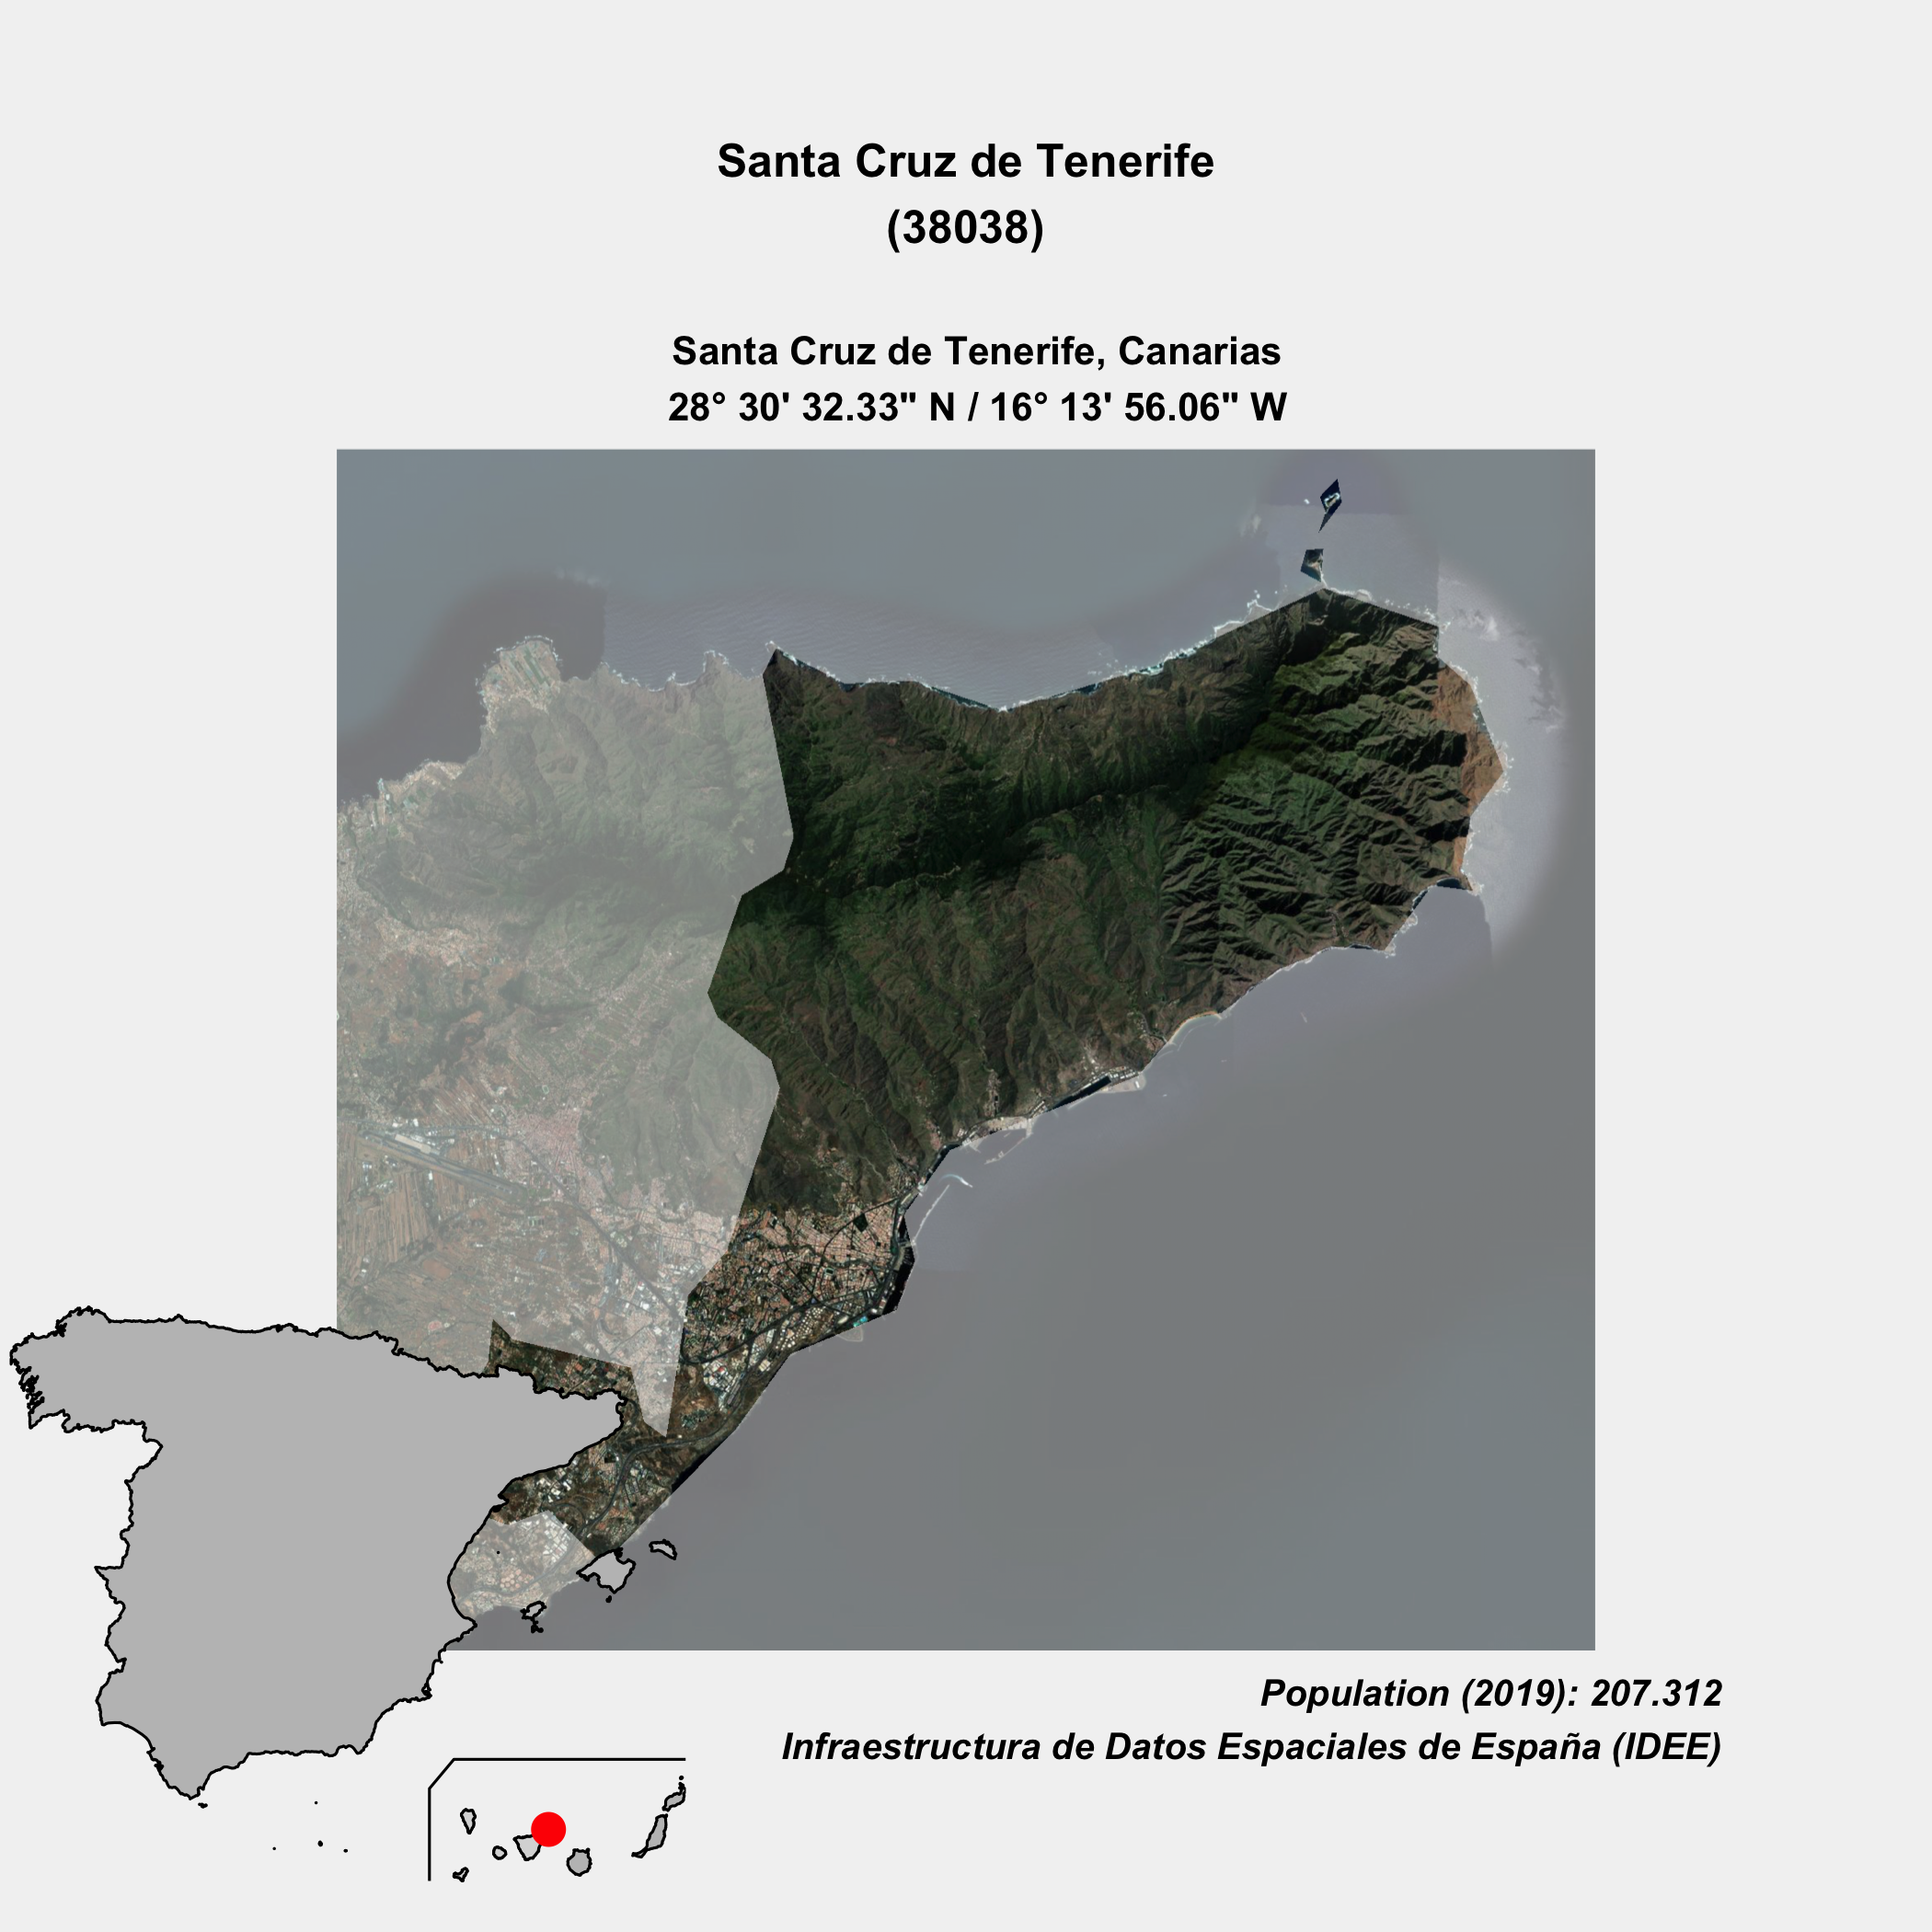 Santa Cruz de Tenerife
(38038)
Santa Cruz de Tenerife, Canarias
28° 30' 32.33" N / 16° 13' 56.06" W
Population (2019): 207.312
Infraestructura de Datos Espaciales de España (IDEE)